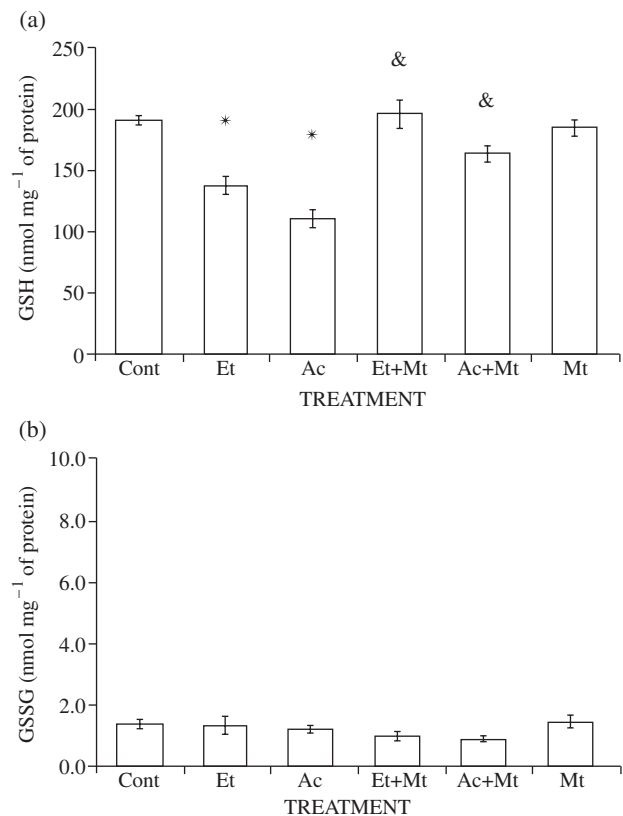 (a)
GSH (nmol mg⁻¹ of protein)
250
200
150
100
50
0
* * & &
Cont Et Ac Et+Mt Ac+Mt Mt
TREATMENT
(b)
GSSG (nmol mg⁻¹ of protein)
10.0
8.0
6.0
4.0
2.0
0.0
Cont Et Ac Et+Mt Ac+Mt Mt
TREATMENT